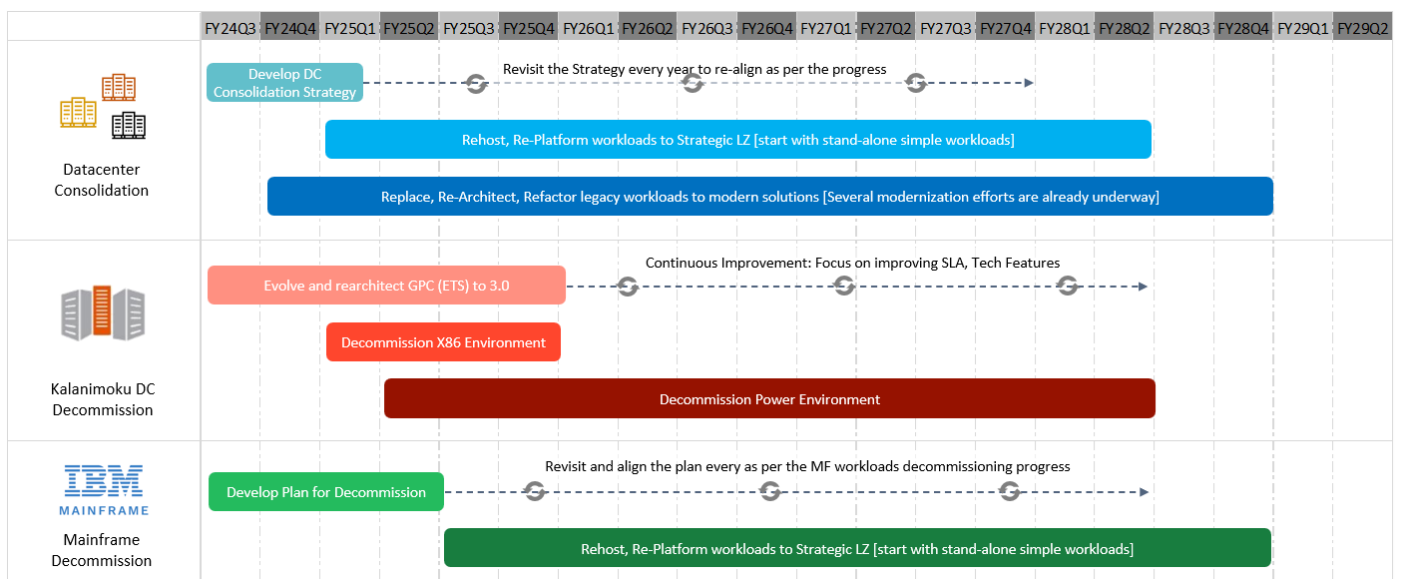 FY24Q3 FY24Q4 FY25Q1 FY25Q2 FY25Q3 FY25Q4 FY26Q1 FY26Q2 FY26Q3 FY26Q4 FY27Q1 FY27Q2 FY27Q3 FY27Q4 FY28Q1 FY28Q2 FY28Q3 FY28Q4 FY29Q1 FY29Q2
Datacenter
Consolidation
Develop DC
Consolidation Strategy
Revisit the Strategy every year to re-align as per the progress
Rehost, Re-Platform workloads to Strategic LZ [start with stand-alone simple workloads]
Replace, Re-Architect, Refactor legacy workloads to modern solutions [Several modernization efforts are already underway]
Kalanimoku DC
Decommission
Evolve and rearchitect GPC (ETS) to 3.0
Continuous Improvement: Focus on improving SLA, Tech Features
Decommission X86 Environment
Decommission Power Environment
IBM
MAINFRAME
Mainframe
Decommission
Develop Plan for Decommission
Revisit and align the plan every as per the MF workloads decommissioning progress
Rehost, Re-Platform workloads to Strategic LZ [start with stand-alone simple workloads]